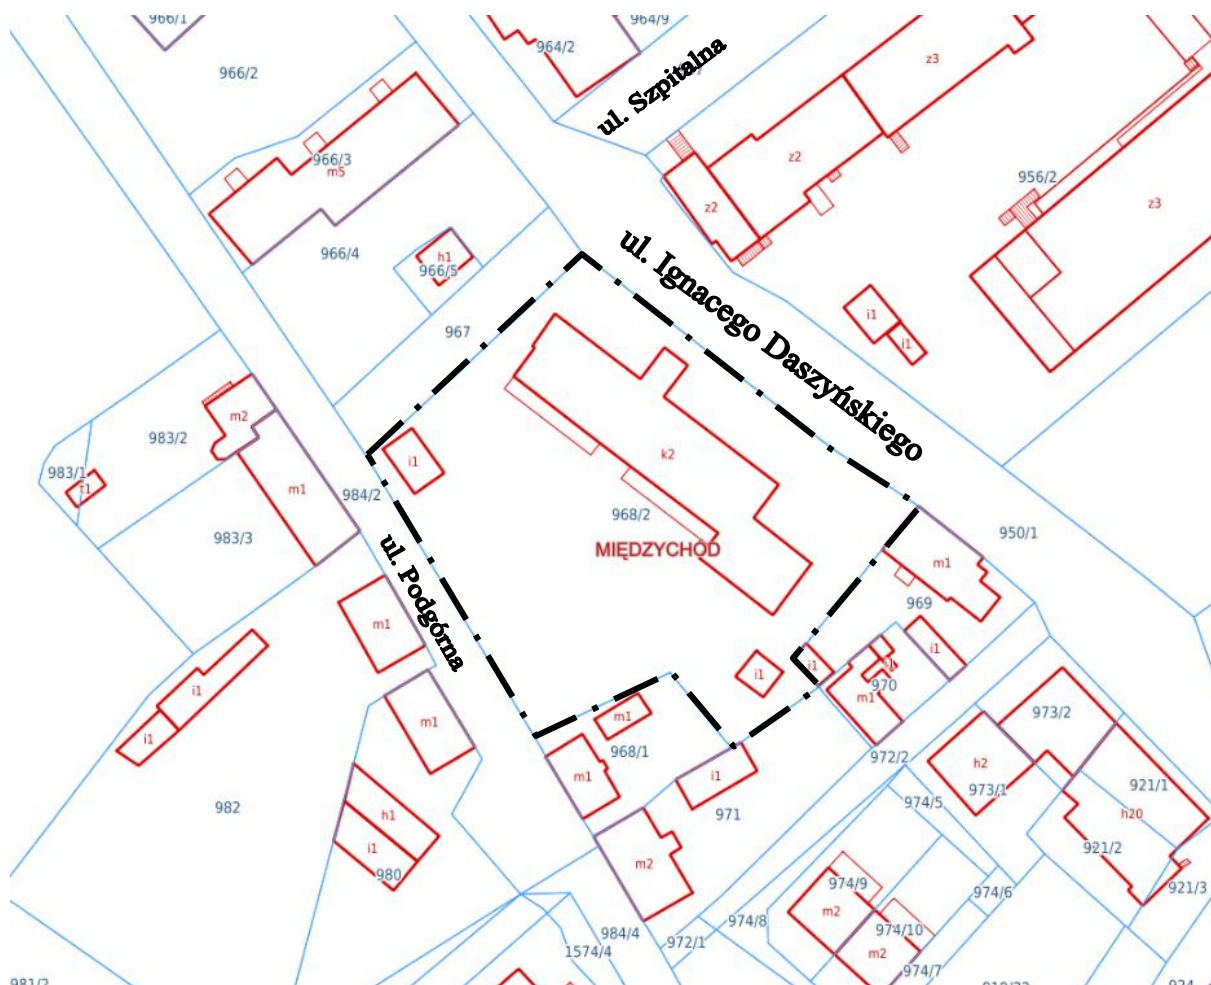 966/1
964/9
964/2
966/2
z3
ul. Szpitalna
966/3
m5
z2
956/2
z3
z2
966/4
h1
966/5
ul. Ignacego Daszyńskiego
967
i1
i1
m2
983/2
983/1
i1
k2
m1
984/2
983/3
968/2
MIĘDZYCHÓD
950/1
ul. Podgórna
m1
969
m1
i1
i1
i1
970
m1
i1
973/2
m1
m1
i1
968/1
972/2
h2
973/1
i1
m1
921/1
971
974/5
h20
982
h1
i1
980
921/2
m2
974/9
974/6
921/3
m2
974/8
974/10
984/4
972/1
1574/4
m2
974/7
981/2